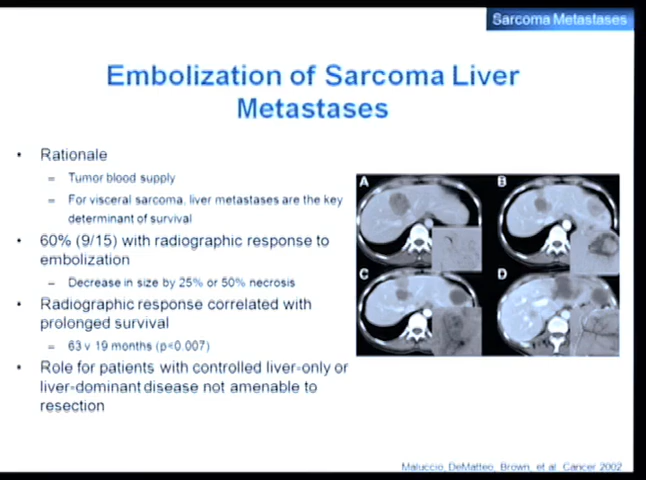 Sarcoma Metastases
Embolization of Sarcoma Liver
Metastases
• Rationale
– Tumor blood supply
– For visceral sarcoma, liver metastases are the key
determinant of survival
• 60% (9/15) with radiographic response to
embolization
– Decrease in size by 25% or 50% necrosis
• Radiographic response correlated with
prolonged survival
– 63 v 19 months (p<0.007)
• Role for patients with controlled liver-only or
liver-dominant disease not amenable to
resection
A
B
C
D
Maluccio, DeMatteo, Brown, et al. Cancer 2002